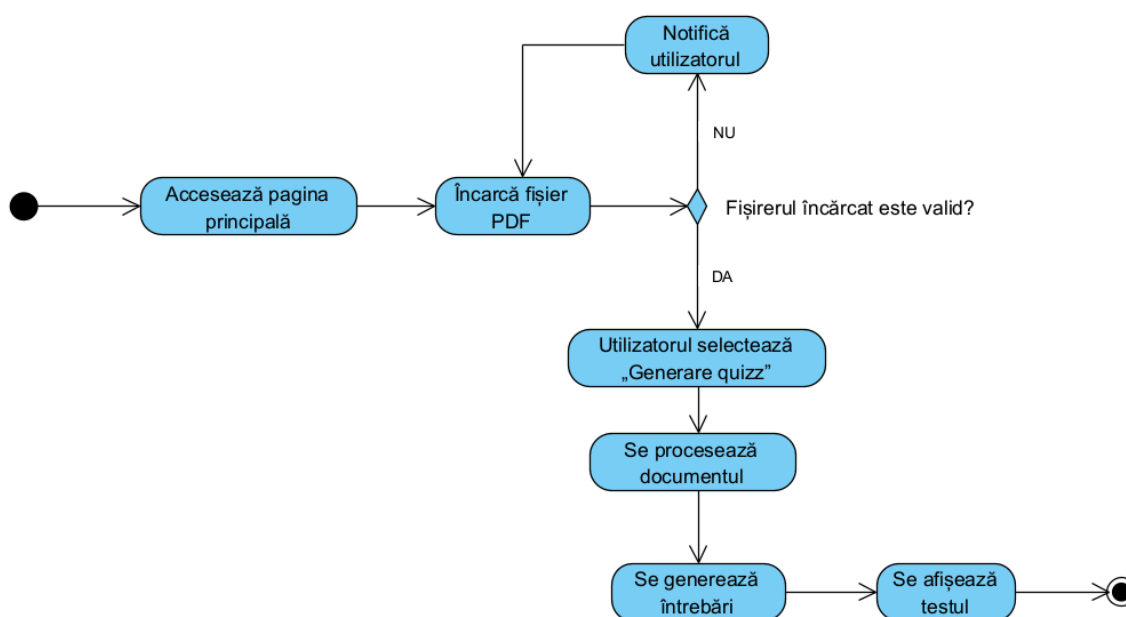 Notifică
utilizatorul
NU
Accesează pagina
principală
Încarcă fișier
PDF
Fișirerul încărcat este valid?
DA
Utilizatorul selectează
„Generare quizz”
Se procesează
documentul
Se generează
întrebări
Se afișează
testul